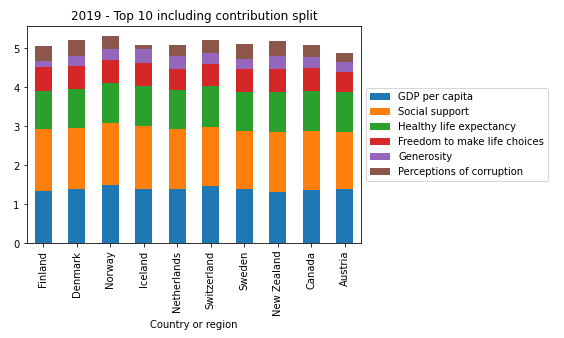 2019 - Top 10 including contribution split
5
4
3
2
1
0
Finland
Denmark
Norway
Iceland
Netherlands
Switzerland
Sweden
New Zealand
Canada
Austria
Country or region
GDP per capita
Social support
Healthy life expectancy
Freedom to make life choices
Generosity
Perceptions of corruption